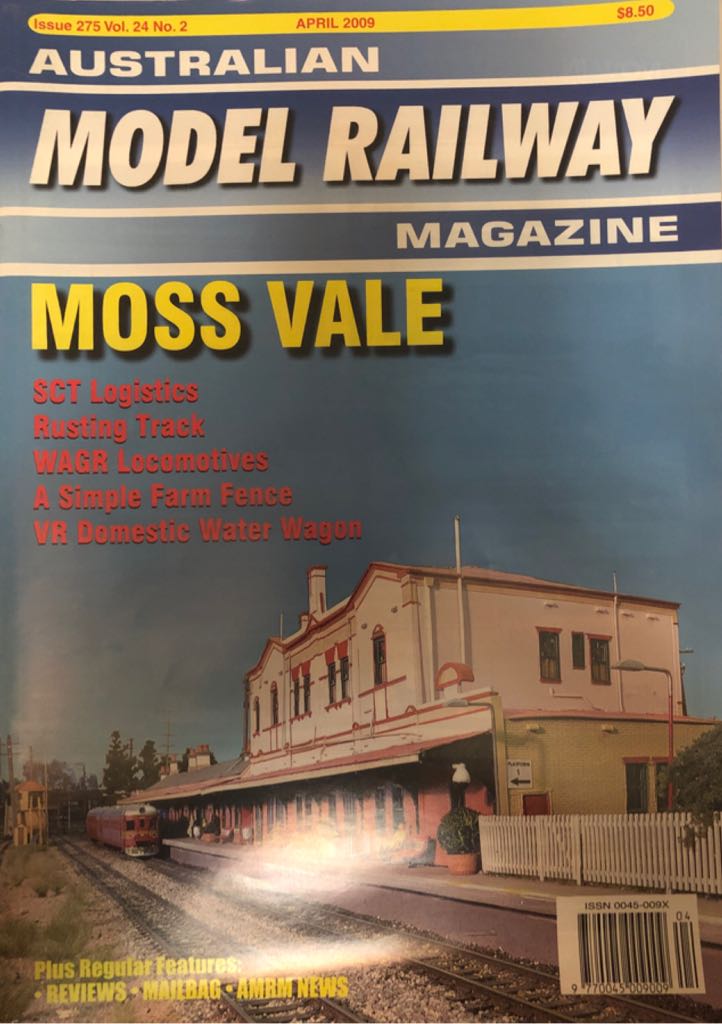 Issue 275 Vol. 24 No. 2 APRIL 2009 $8.50
AUSTRALIAN
MODEL RAILWAY
MAGAZINE
MOSS VALE
SCT Logistics
Rusting Track
WAGR Locomotives
A Simple Farm Fence
VR Domestic Water Wagon
PLATFORM
1
Plus Regular Features:
• REVIEWS • MAILBAG • AMRM NEWS
ISSN 0045-009X
04
9 770045 009009